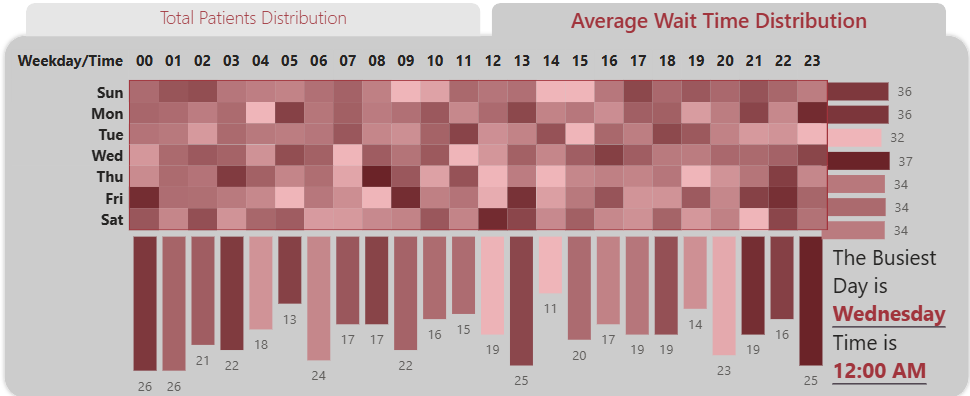 Total Patients Distribution
Average Wait Time Distribution
Weekday/Time 00 01 02 03 04 05 06 07 08 09 10 11 12 13 14 15 16 17 18 19 20 21 22 23
Sun 36
Mon 36
Tue 32
Wed 37
Thu 34
Fri 34
Sat 34
26 26 21 22 18 13 24 17 17 22 16 15 19 25 11 20 17 19 19 14 23 19 16 25
The Busiest
Day is
Wednesday
Time is
12:00 AM